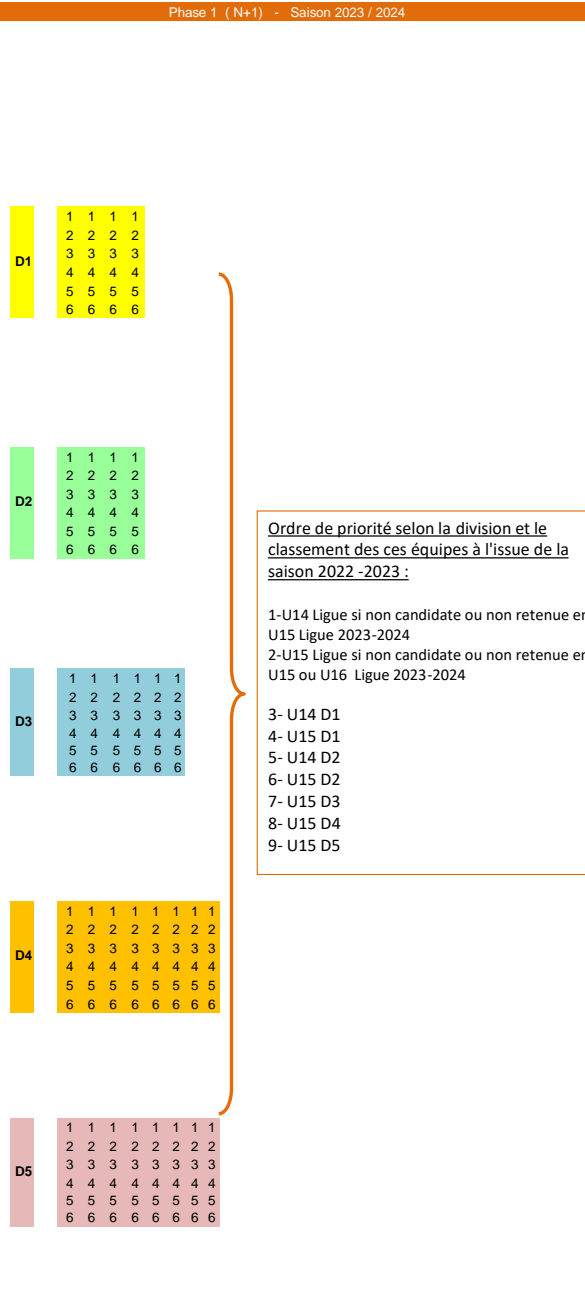 Phase 1 ( N+1) - Saison 2023 / 2024
D1
1 1 1 1
2 2 2 2
3 3 3 3
4 4 4 4
5 5 5 5
6 6 6 6
D2
1 1 1 1
2 2 2 2
3 3 3 3
4 4 4 4
5 5 5 5
6 6 6 6
Ordre de priorité selon la division et le
classement des ces équipes à l'issue de la
saison 2022 -2023 :
1-U14 Ligue si non candidate ou non retenue en
U15 Ligue 2023-2024
2-U15 Ligue si non candidate ou non retenue en
U15 ou U16 Ligue 2023-2024
3- U14 D1
4- U15 D1
5- U14 D2
6- U15 D2
7- U15 D3
8- U15 D4
9- U15 D5
D3
1 1 1 1 1 1
2 2 2 2 2 2
3 3 3 3 3 3
4 4 4 4 4 4
5 5 5 5 5 5
6 6 6 6 6 6
D4
1 1 1 1 1 1 1 1
2 2 2 2 2 2 2 2
3 3 3 3 3 3 3 3
4 4 4 4 4 4 4 4
5 5 5 5 5 5 5 5
6 6 6 6 6 6 6 6
D5
1 1 1 1 1 1 1 1
2 2 2 2 2 2 2 2
3 3 3 3 3 3 3 3
4 4 4 4 4 4 4 4
5 5 5 5 5 5 5 5
6 6 6 6 6 6 6 6